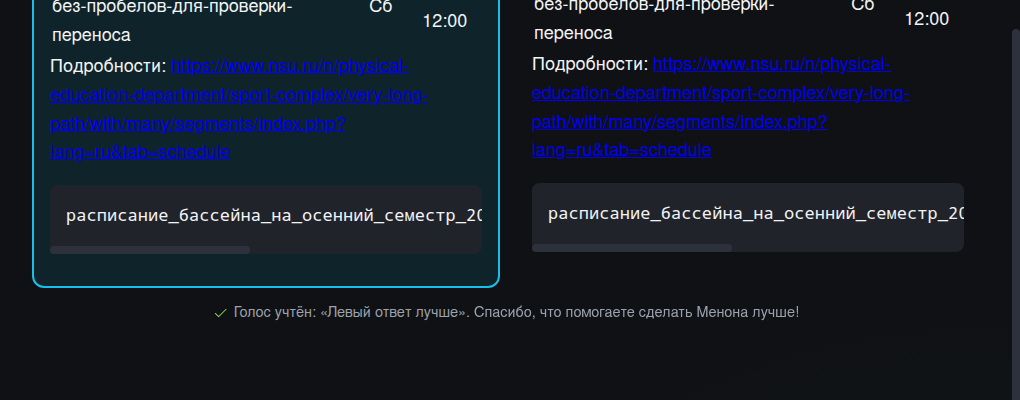 без-пробелов-для-проверки-
переноса
Сб
12:00
Подробности: https://www.nsu.ru/n/physical-
education-department/sport-complex/very-long-
path/with/many/segments/index.php?
lang=ru&tab=schedule
расписание_бассейна_на_осенний_семестр_20
без-пробелов-для-проверки-
переноса
Сб
12:00
Подробности: https://www.nsu.ru/n/physical-
education-department/sport-complex/very-long-
path/with/many/segments/index.php?
lang=ru&tab=schedule
расписание_бассейна_на_осенний_семестр_20
Голос учтён: «Левый ответ лучше». Спасибо, что помогаете сделать Менона лучше!